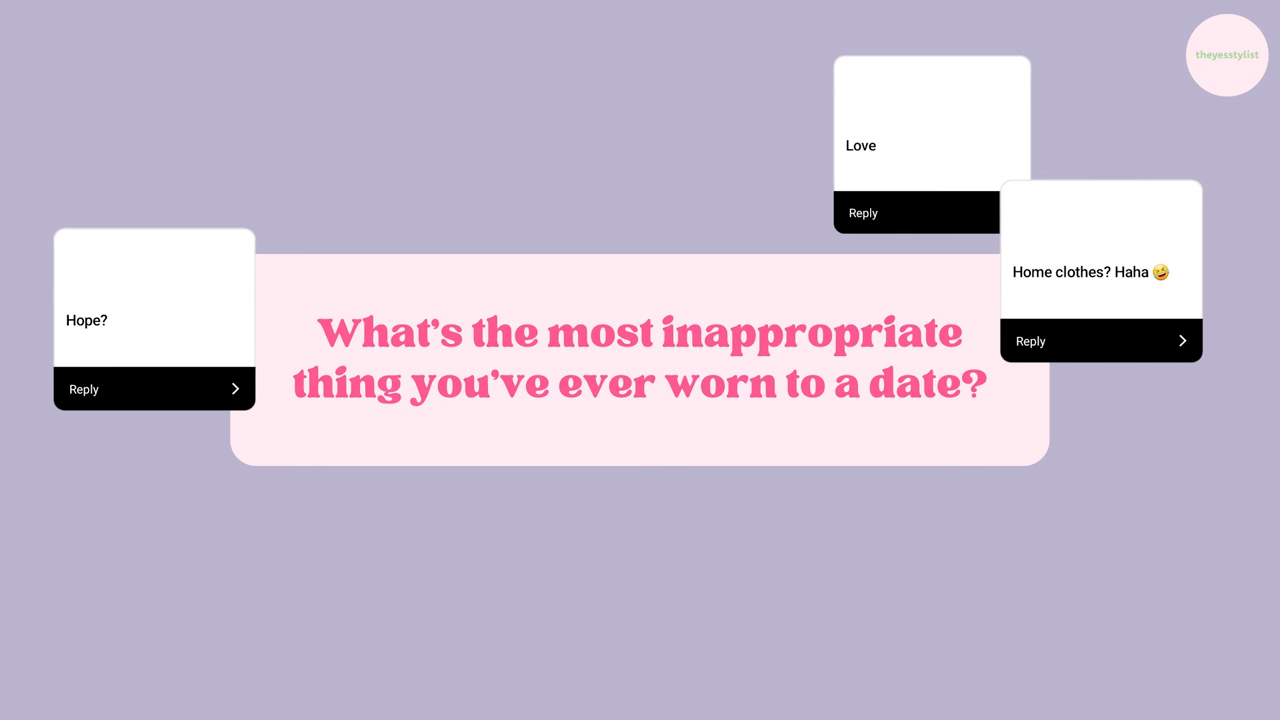 theyesstylist
Love
Reply
Home clothes? Haha 🤣
Reply
Hope?
Reply
What's the most inappropriate
thing you've ever worn to a date?